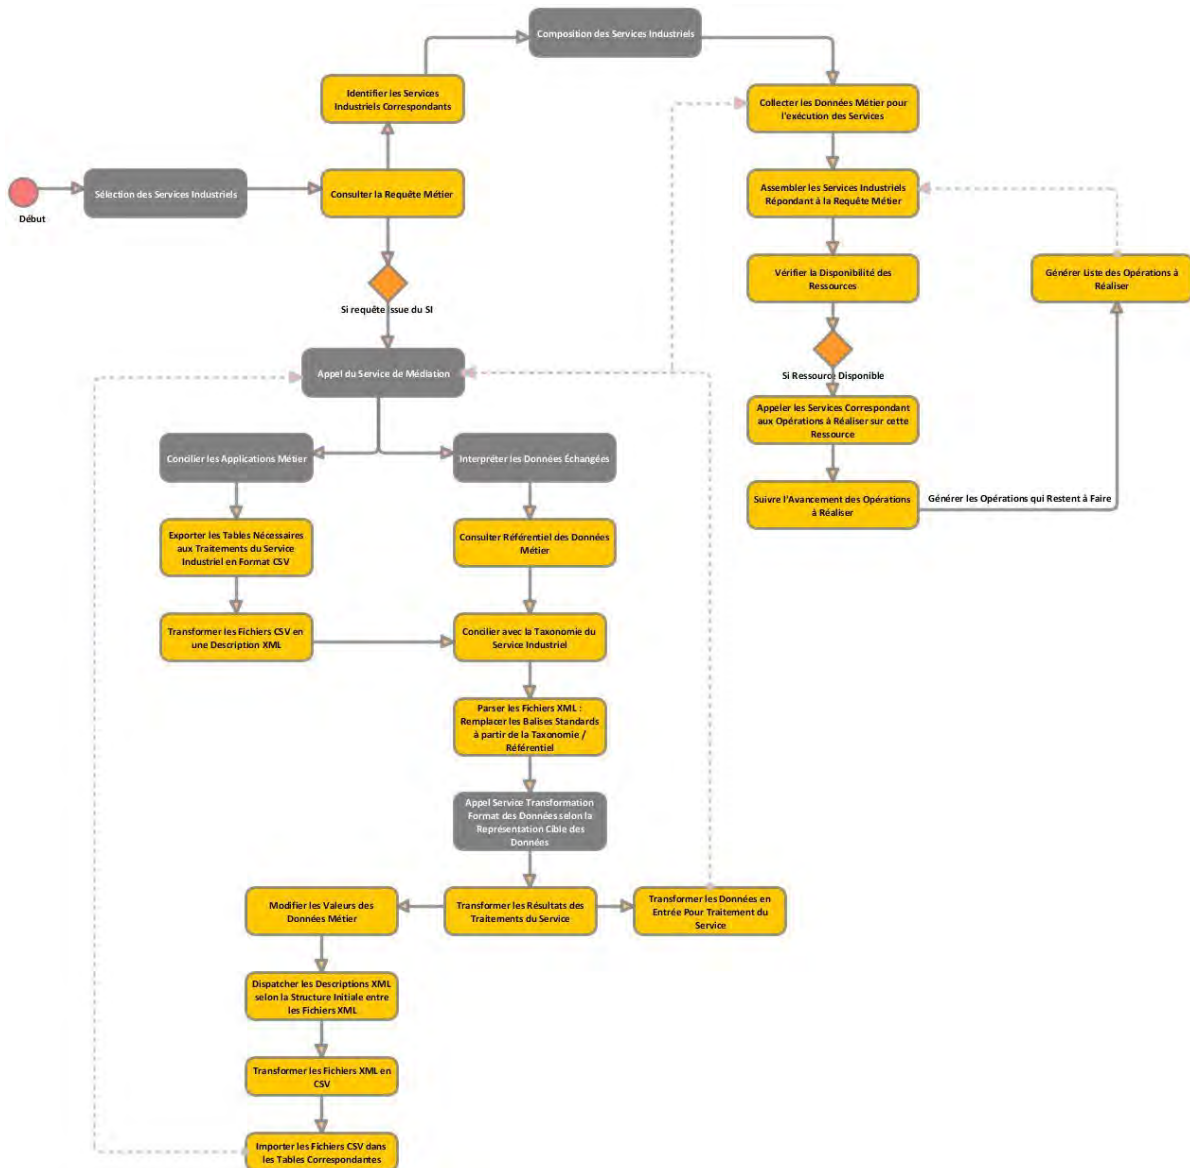 Composition des Services Industriels
Identifier les Services
Industriels Correspondants
Collecter les Données Métier pour
l'exécution des Services
Début
Sélection des Services Industriels
Consulter la Requête Métier
Assembler les Services Industriels
Répondant à la Requête Métier
Vérifier la Disponibilité des
Ressources
Générer Liste des Opérations à
Réaliser
Si requête issue du SI
Si Ressource Disponible
Appel du Service de Médiation
Appeler les Services Correspondant
aux Opérations à Réaliser sur cette
Ressource
Concilier les Applications Métier
Interpréter les Données Échangées
Suivre l'Avancement des Opérations
à Réaliser
Générer les Opérations qui Restent à Faire
Exporter les Tables Nécessaires
aux Traitements du Service
Industriel en Format CSV
Consulter Référentiel des Données
Métier
Transformer les Fichiers CSV en
une Description XML
Concilier avec la Taxonomie du
Service Industriel
Parser les Fichiers XML :
Remplacer les Balises Standards
à partir de la Taxonomie /
Référentiel
Appel Service Transformation
Format des Données selon la
Représentation Cible des
Données
Modifier les Valeurs des
Données Métier
Transformer les Résultats des
Traitements du Service
Transformer les Données en
Entrée Pour Traitement du
Service
Dispatcher les Descriptions XML
selon la Structure Initiale entre
les Fichiers XML
Transformer les Fichiers XML en
CSV
Importer les Fichiers CSV dans
les Tables Correspondantes